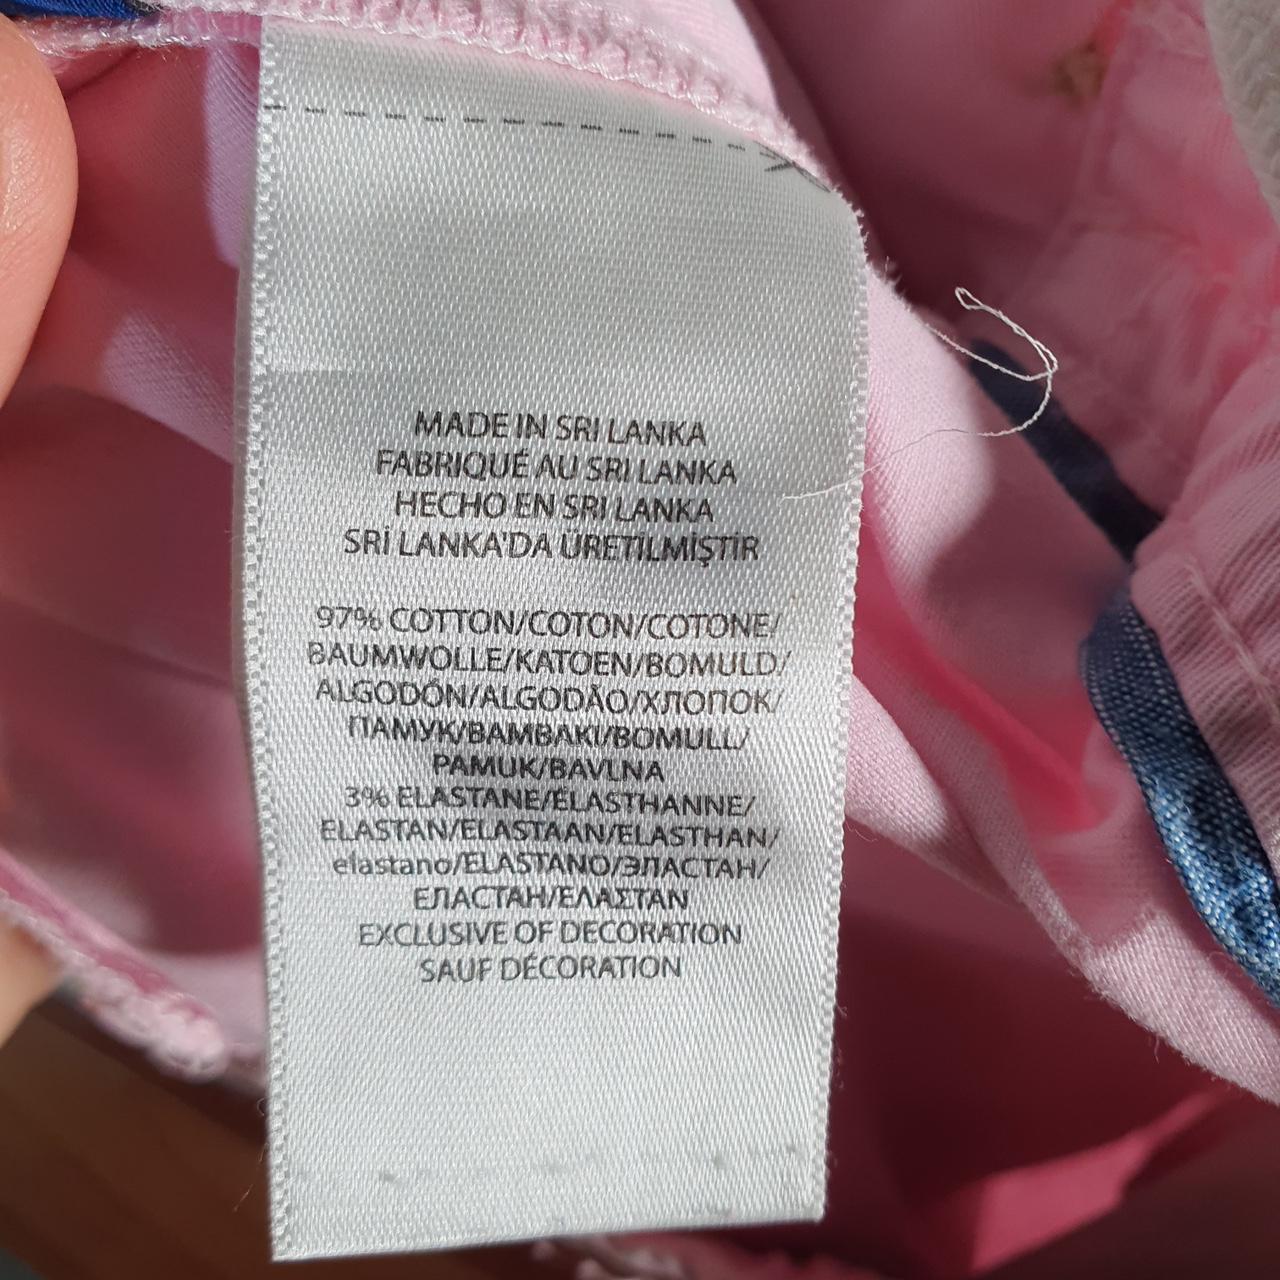 MADE IN SRI LANKA
FABRIQUÉ AU SRI LANKA
HECHO EN SRI LANKA
SRİ LANKA'DA ÜRETILMİŞTİR
97% COTTON/COTON/COTONE/
BAUMWOLLE/KATOEN/BOMULD/
ALGODÓN/ALGODÃO/ХЛОПОК/
ПАМУК/BAMBAKI/BOMULL/
PAMUK/BAVLNA
3% ELASTANE/ÉLASTHANNE/
ELASTAN/ELASTAAN/ELASTHAN/
elastano/ELASTANO/ЭЛАСТАН/
ЕЛАСТАН/ΕΛΑΣΤΑΝ
EXCLUSIVE OF DECORATION
SAUF DÉCORATION